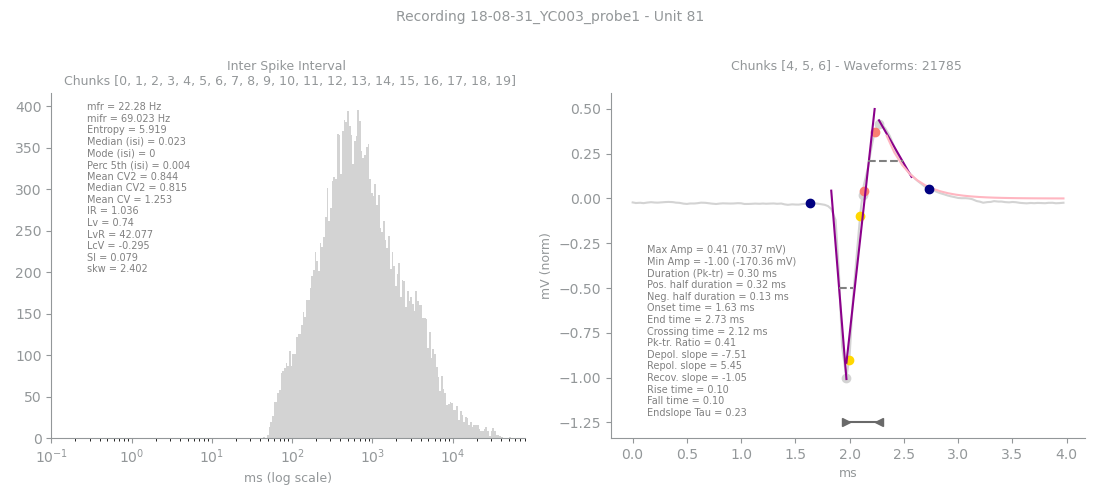 Recording 18-08-31_YC003_probe1 - Unit 81
Inter Spike Interval
Chunks [0, 1, 2, 3, 4, 5, 6, 7, 8, 9, 10, 11, 12, 13, 14, 15, 16, 17, 18, 19]
400
350
300
250
200
150
100
50
0
mfr = 22.28 Hz
mifr = 69.023 Hz
Entropy = 5.919
Median (isi) = 0.023
Mode (isi) = 0
Perc 5th (isi) = 0.004
Mean CV2 = 0.844
Median CV2 = 0.815
Mean CV = 1.253
IR = 1.036
Lv = 0.74
LvR = 42.077
LcV = -0.295
SI = 0.079
skw = 2.402
10⁻¹ 10⁰ 10¹ 10² 10³ 10⁴
ms (log scale)
Chunks [4, 5, 6] - Waveforms: 21785
mV (norm)
0.50
0.25
0.00
−0.25
−0.50
−0.75
−1.00
−1.25
Max Amp = 0.41 (70.37 mV)
Min Amp = -1.00 (-170.36 mV)
Duration (Pk-tr) = 0.30 ms
Pos. half duration = 0.32 ms
Neg. half duration = 0.13 ms
Onset time = 1.63 ms
End time = 2.73 ms
Crossing time = 2.12 ms
Pk-tr. Ratio = 0.41
Depol. slope = -7.51
Repol. slope = 5.45
Recov. slope = -1.05
Rise time = 0.10
Fall time = 0.10
Endslope Tau = 0.23
0.0 0.5 1.0 1.5 2.0 2.5 3.0 3.5 4.0
ms